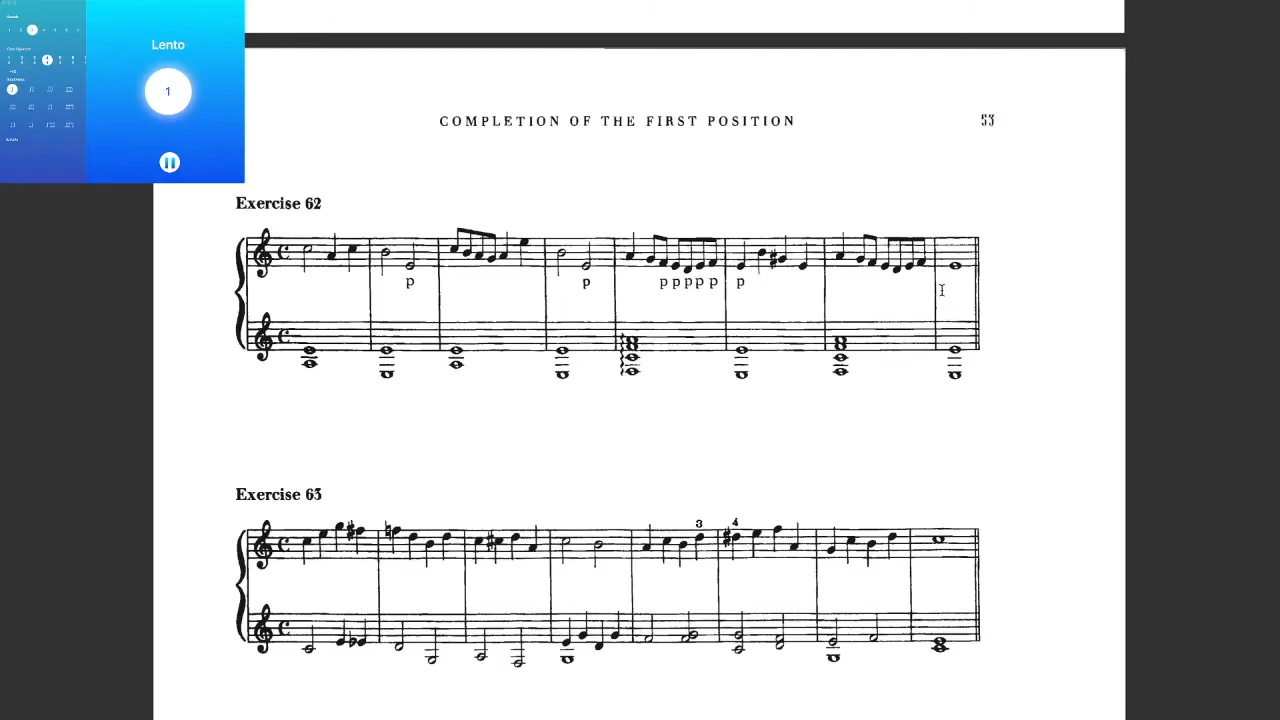 Lento
1
COMPLETION OF THE FIRST POSITION
53
Exercise 62
p
p
p p p p p
p
Exercise 63
3
4